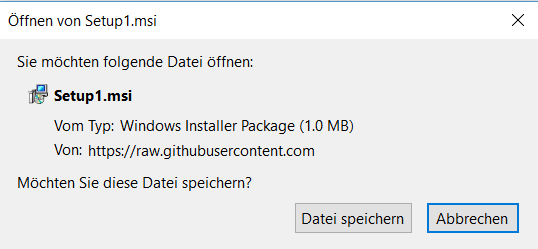 Öffnen von Setup1.msi
Sie möchten folgende Datei öffnen:
Setup1.msi
Vom Typ: Windows Installer Package (1.0 MB)
Von: https://raw.githubusercontent.com
Möchten Sie diese Datei speichern?
Datei speichern Abbrechen